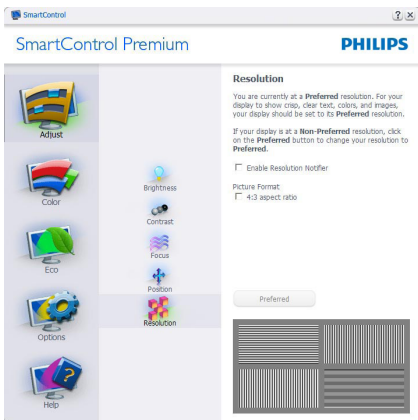 SmartControl
SmartControl Premium
PHILIPS
Adjust
Color
Eco
Options
Help
Brightness
Contrast
Focus
Position
Resolution
Resolution
You are currently at a Preferred resolution. For your
display to show crisp, clear text, colors, and images,
your display should be set to its Preferred resolution.
If your display is at a Non-Preferred resolution, click
on the Preferred button to change your resolution to
Preferred.
Enable Resolution Notifier
Picture Format
4:3 aspect ratio
Preferred